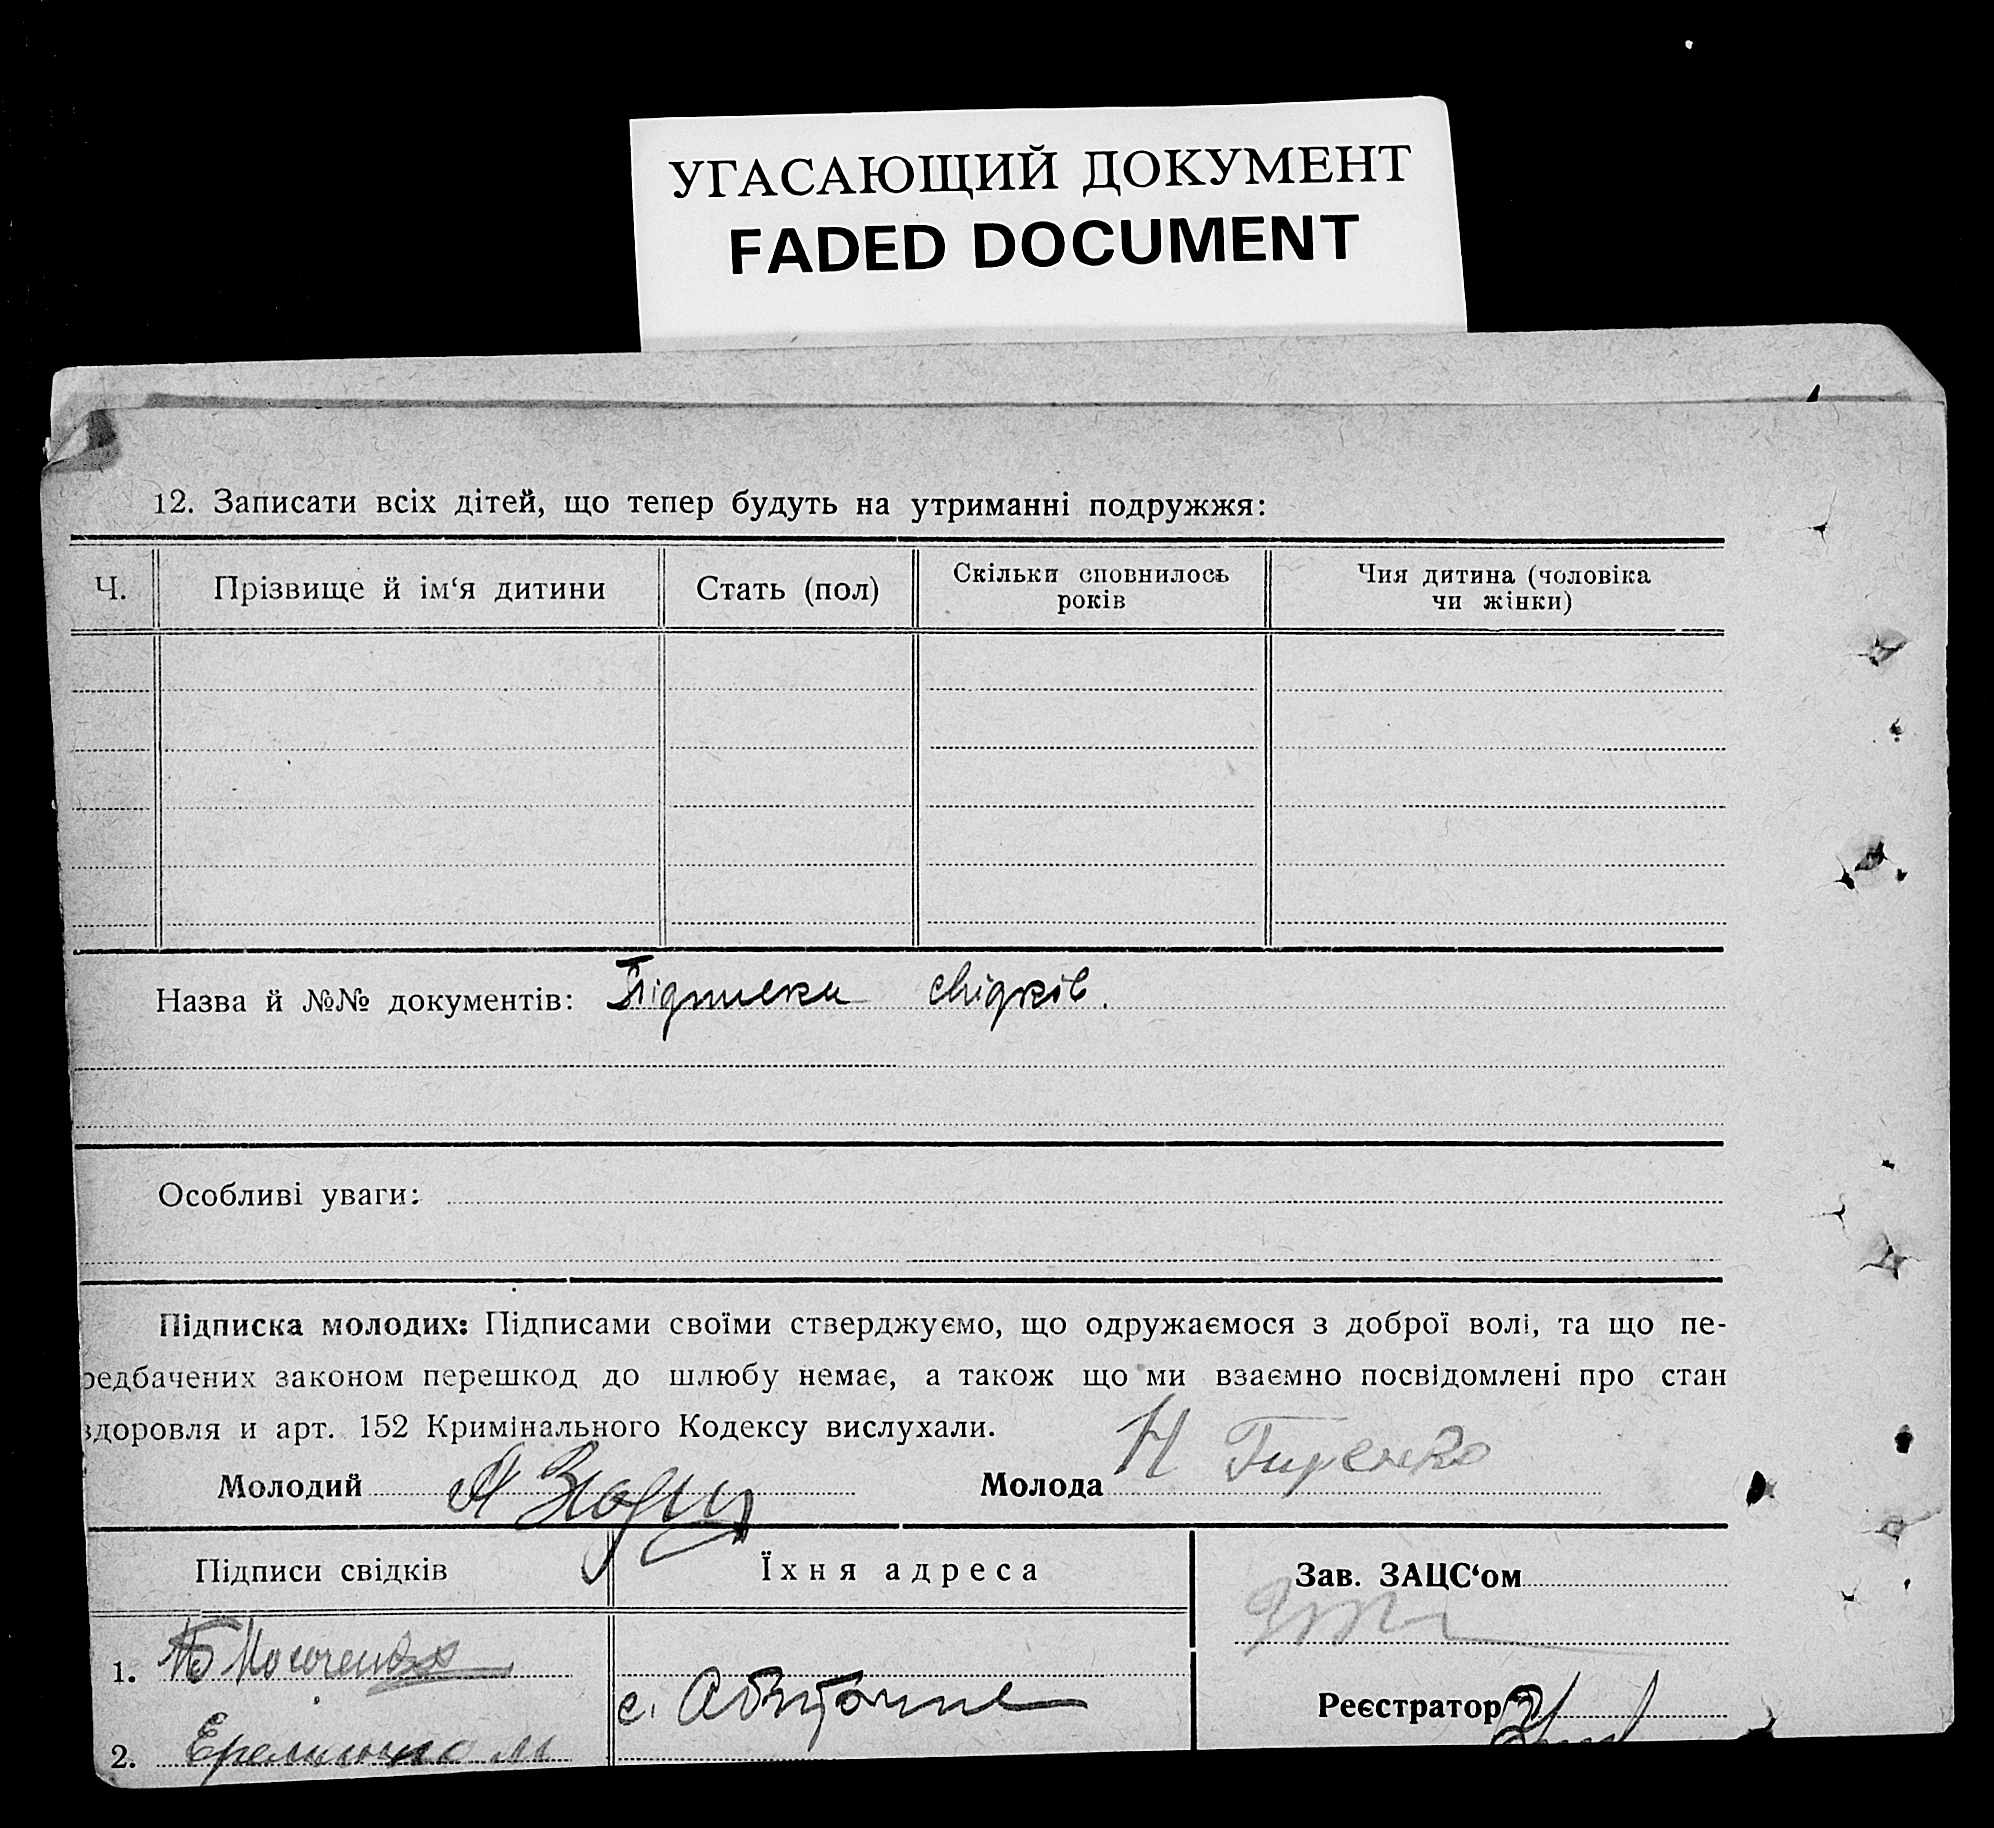 УГАСАЮЩИЙ ДОКУМЕНТ
FADED DOCUMENT
12. Записати всіх дітей, що тепер будуть на утриманні подружжя:
Ч.
Прізвище й ім‘я дитини
Стать (пол)
Скільки сповнилось
років
Чия дитина (чоловіка
чи жінки)
Назва й №№ документів: Підписка свідків.
Особливі уваги:
Підписка молодих: Підписами своїми стверджуємо, що одружаємося з доброї волі, та що пе-
редбачених законом перешкод до шлюбу немає, а також що ми взаємно посвідомлені про стан
здоровля и арт. 152 Кримінального Кодексу вислухали.
Молодий
Молода Н Гиренко
Підписи свідків
Їхня адреса
Зав. ЗАЦС‘ом
1.
с.
Реєстратор
2.